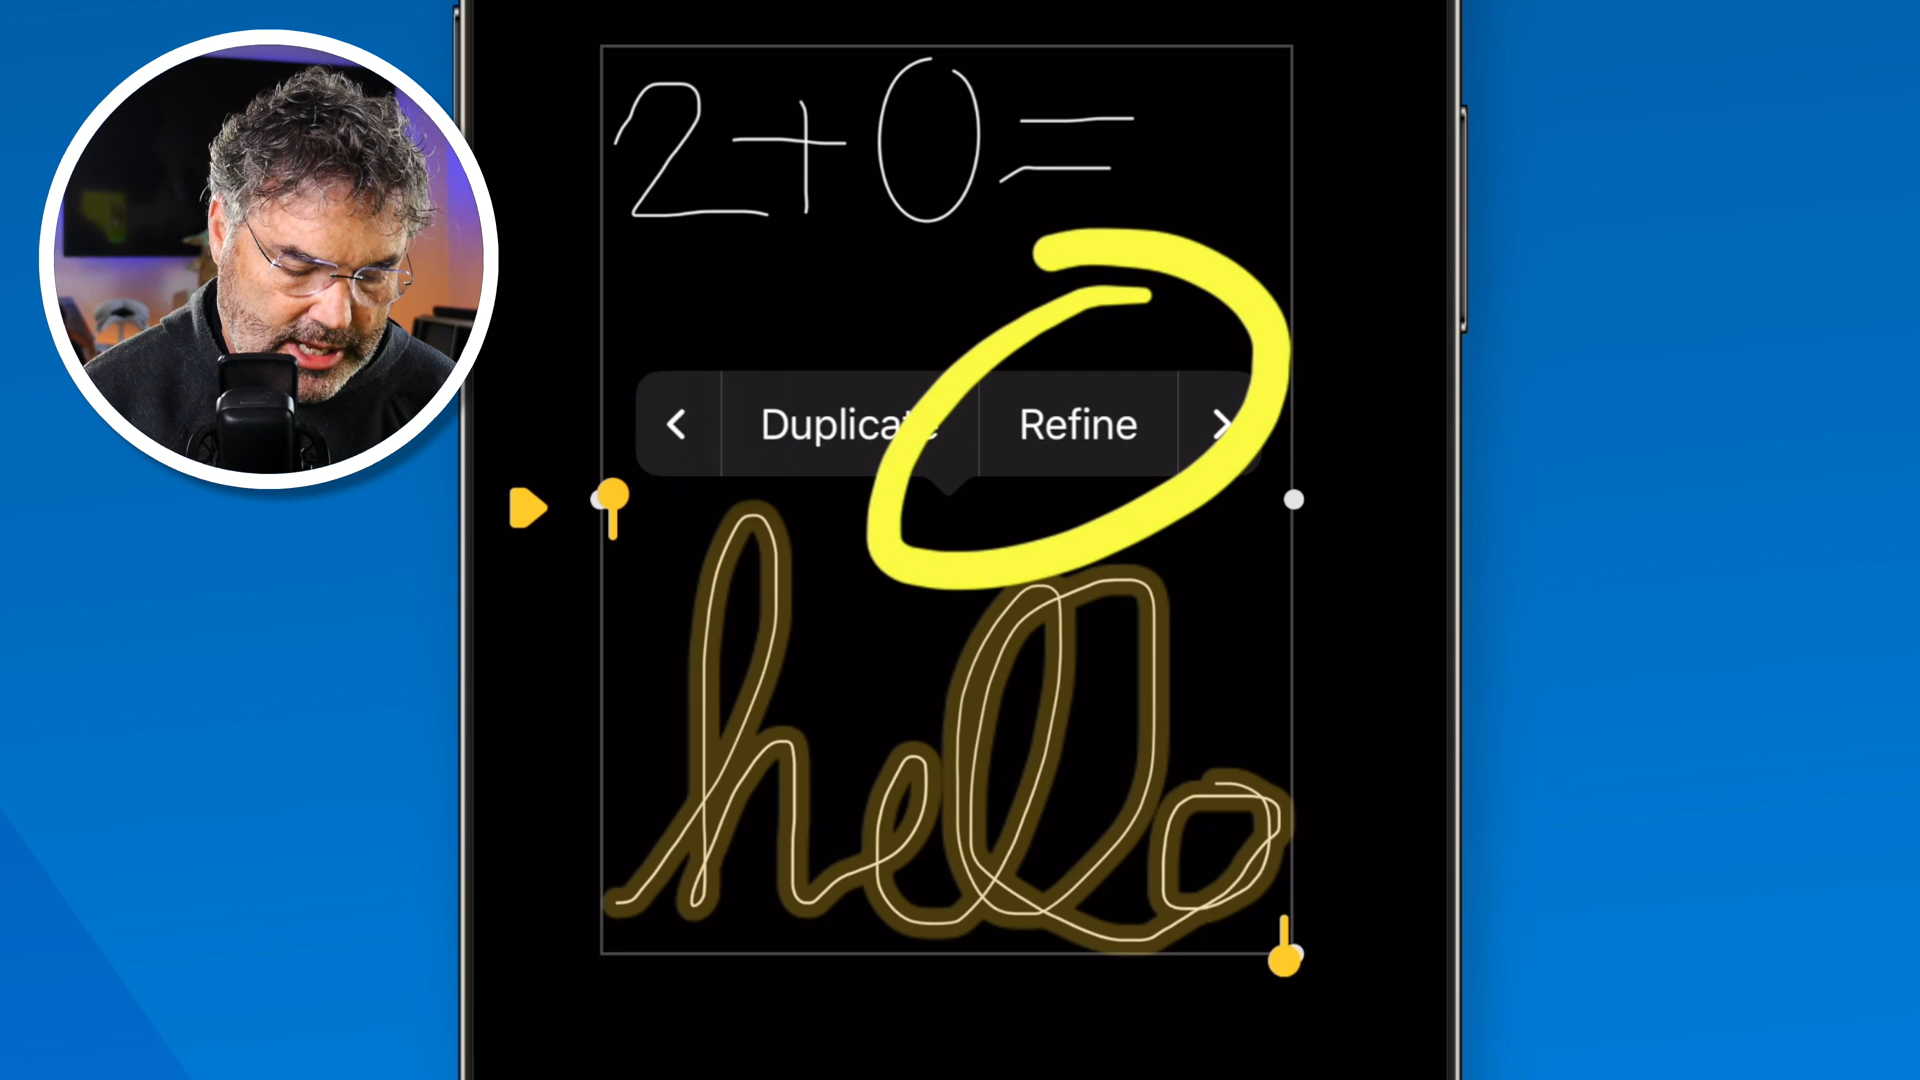 2+0=
Duplicate Refine
hello